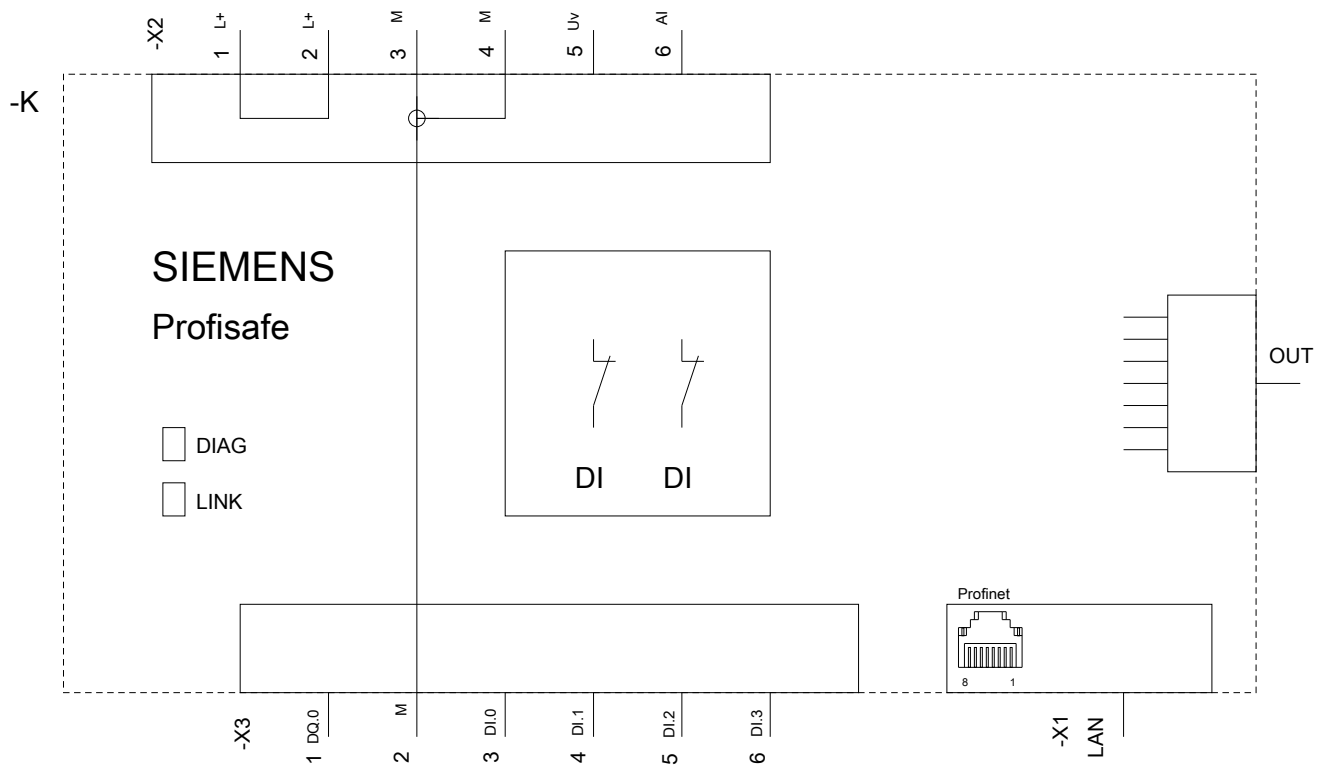 -X2
1 L+
2 L+
3 M
4 M
5 Uv
6 AI
-K
SIEMENS
Profisafe
OUT
DIAG
LINK
DI DI
Profinet
8 1
-X3
1 DQ.0
2 M
3 DI.0
4 DI.1
5 DI.2
6 DI.3
-X1
LAN